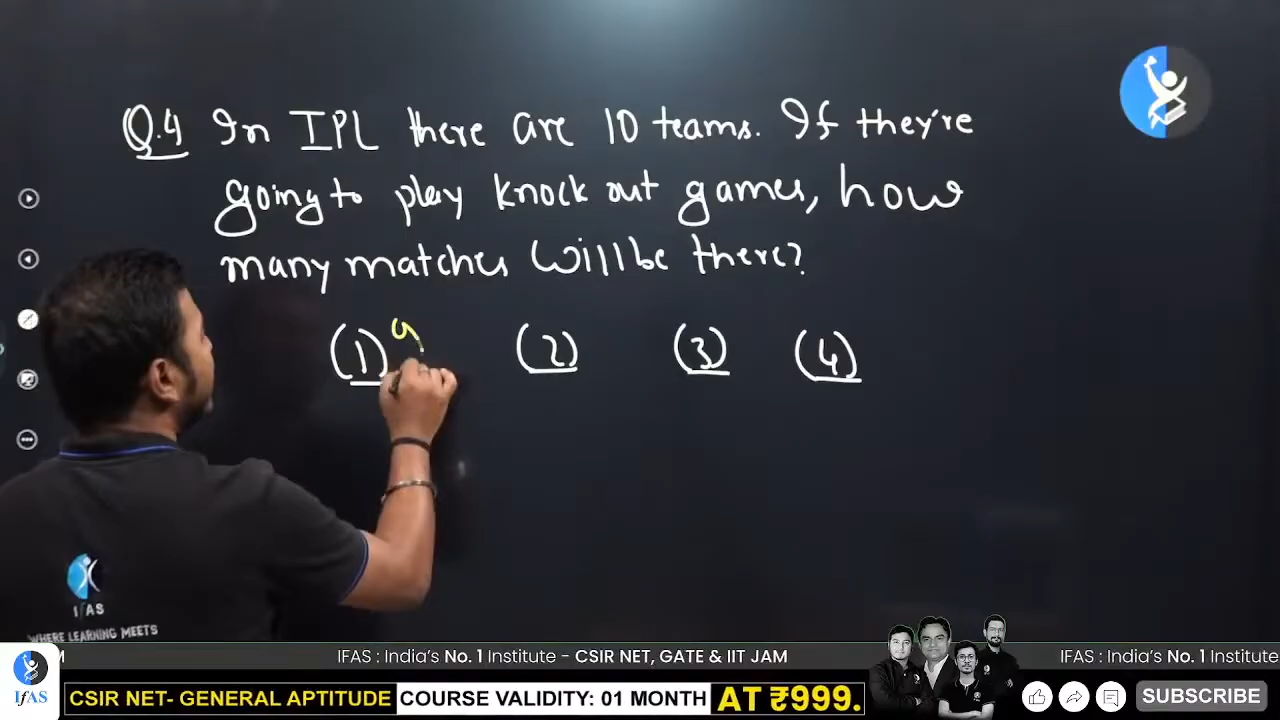 Q.4 In IPL there are 10 teams. If they're
going to play knock out games, how
many matches will be there?
(1) 9 (2) (3) (4)
IFAS
WHERE LEARNING MEETS
IFAS : India's No. 1 Institute - CSIR NET, GATE & IIT JAM IFAS : India's No. 1 Institute
IFAS CSIR NET- GENERAL APTITUDE COURSE VALIDITY: 01 MONTH AT ₹999. SUBSCRIBE